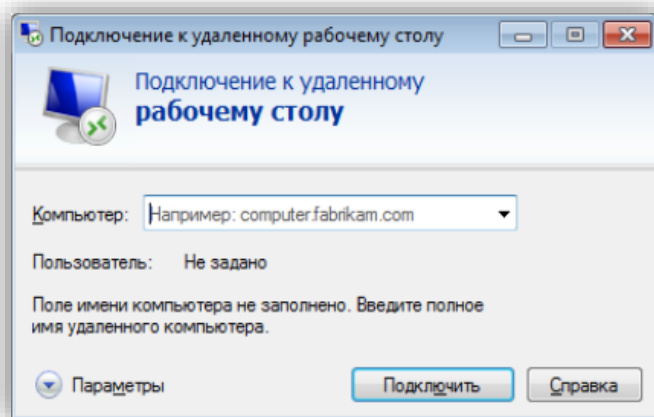 Подключение к удаленному рабочему столу
Подключение к удаленному
рабочему столу
Компьютер: Например: computer.fabrikam.com
Пользователь: Не задано
Поле имени компьютера не заполнено. Введите полное
имя удаленного компьютера.
Параметры Подключить Справка